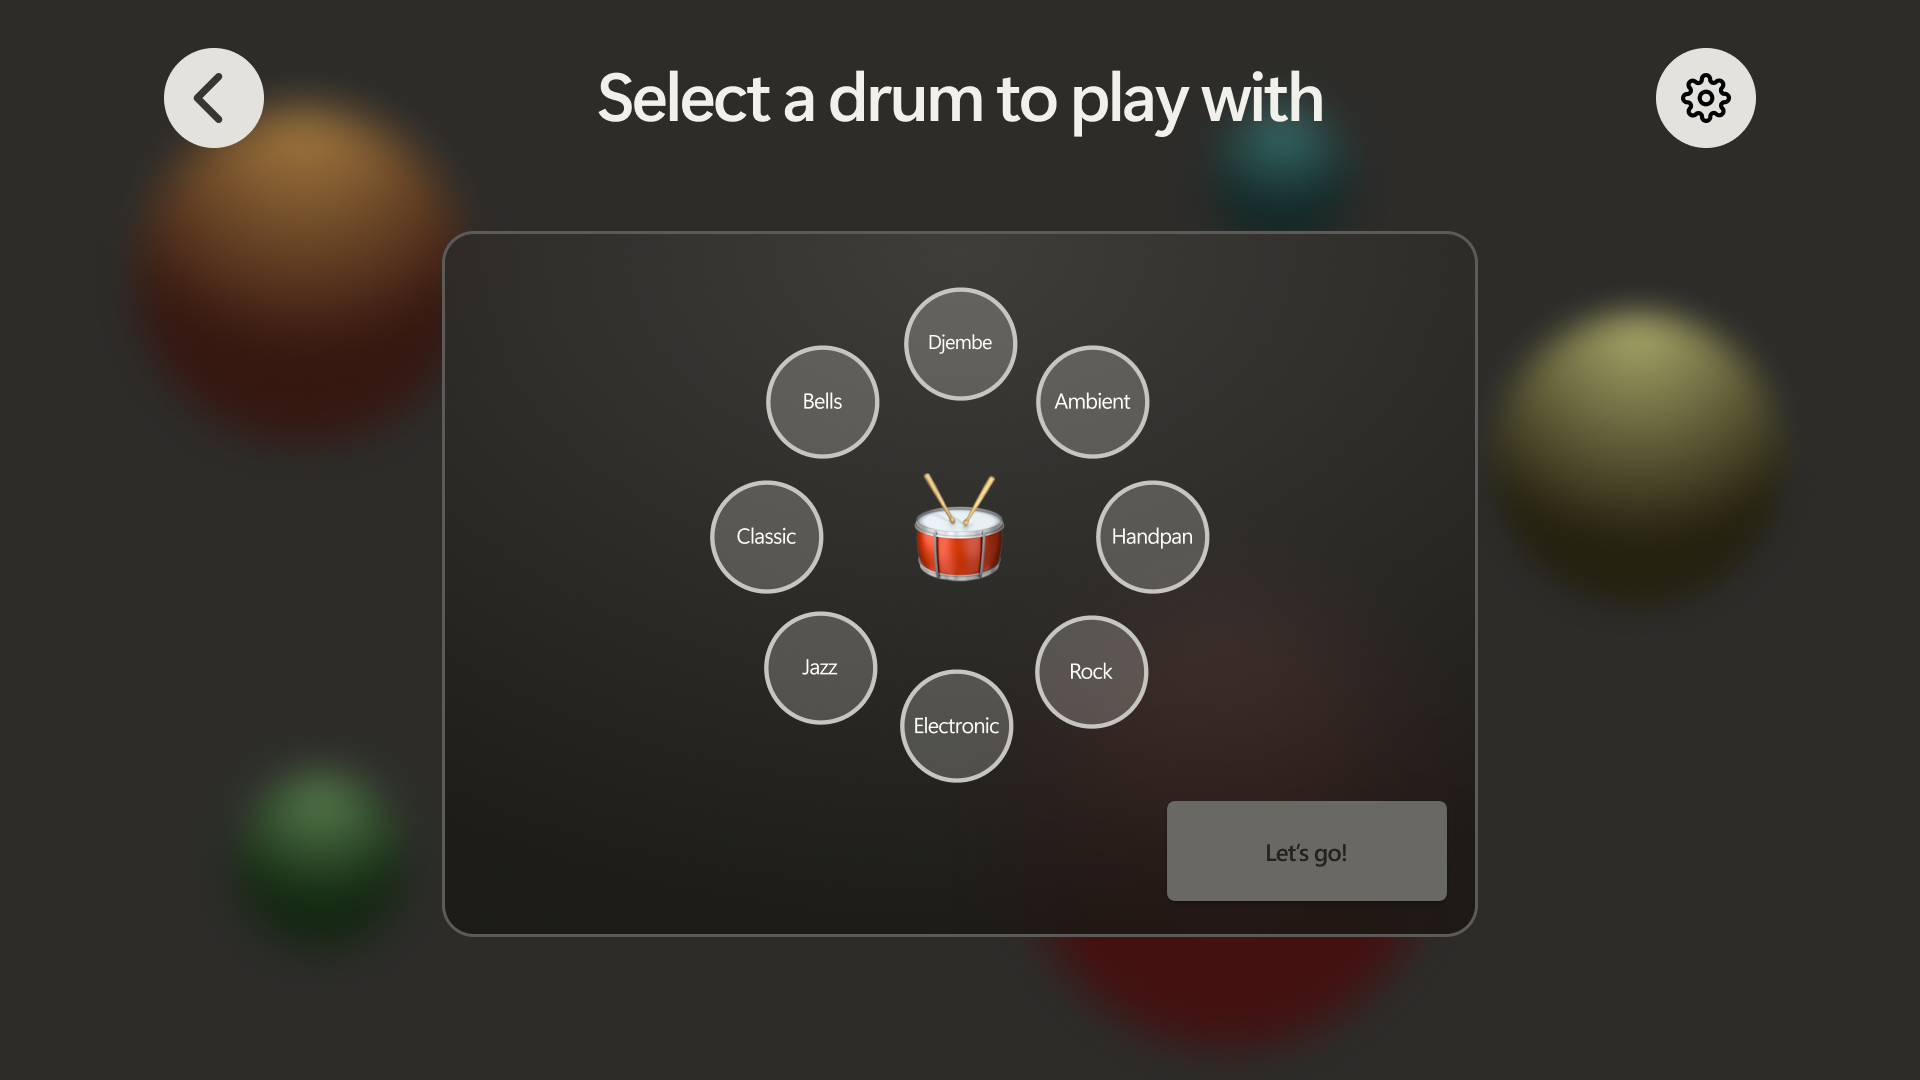 Select a drum to play with
Djembe
Bells
Ambient
Classic
Handpan
Jazz
Rock
Electronic
Let's go!